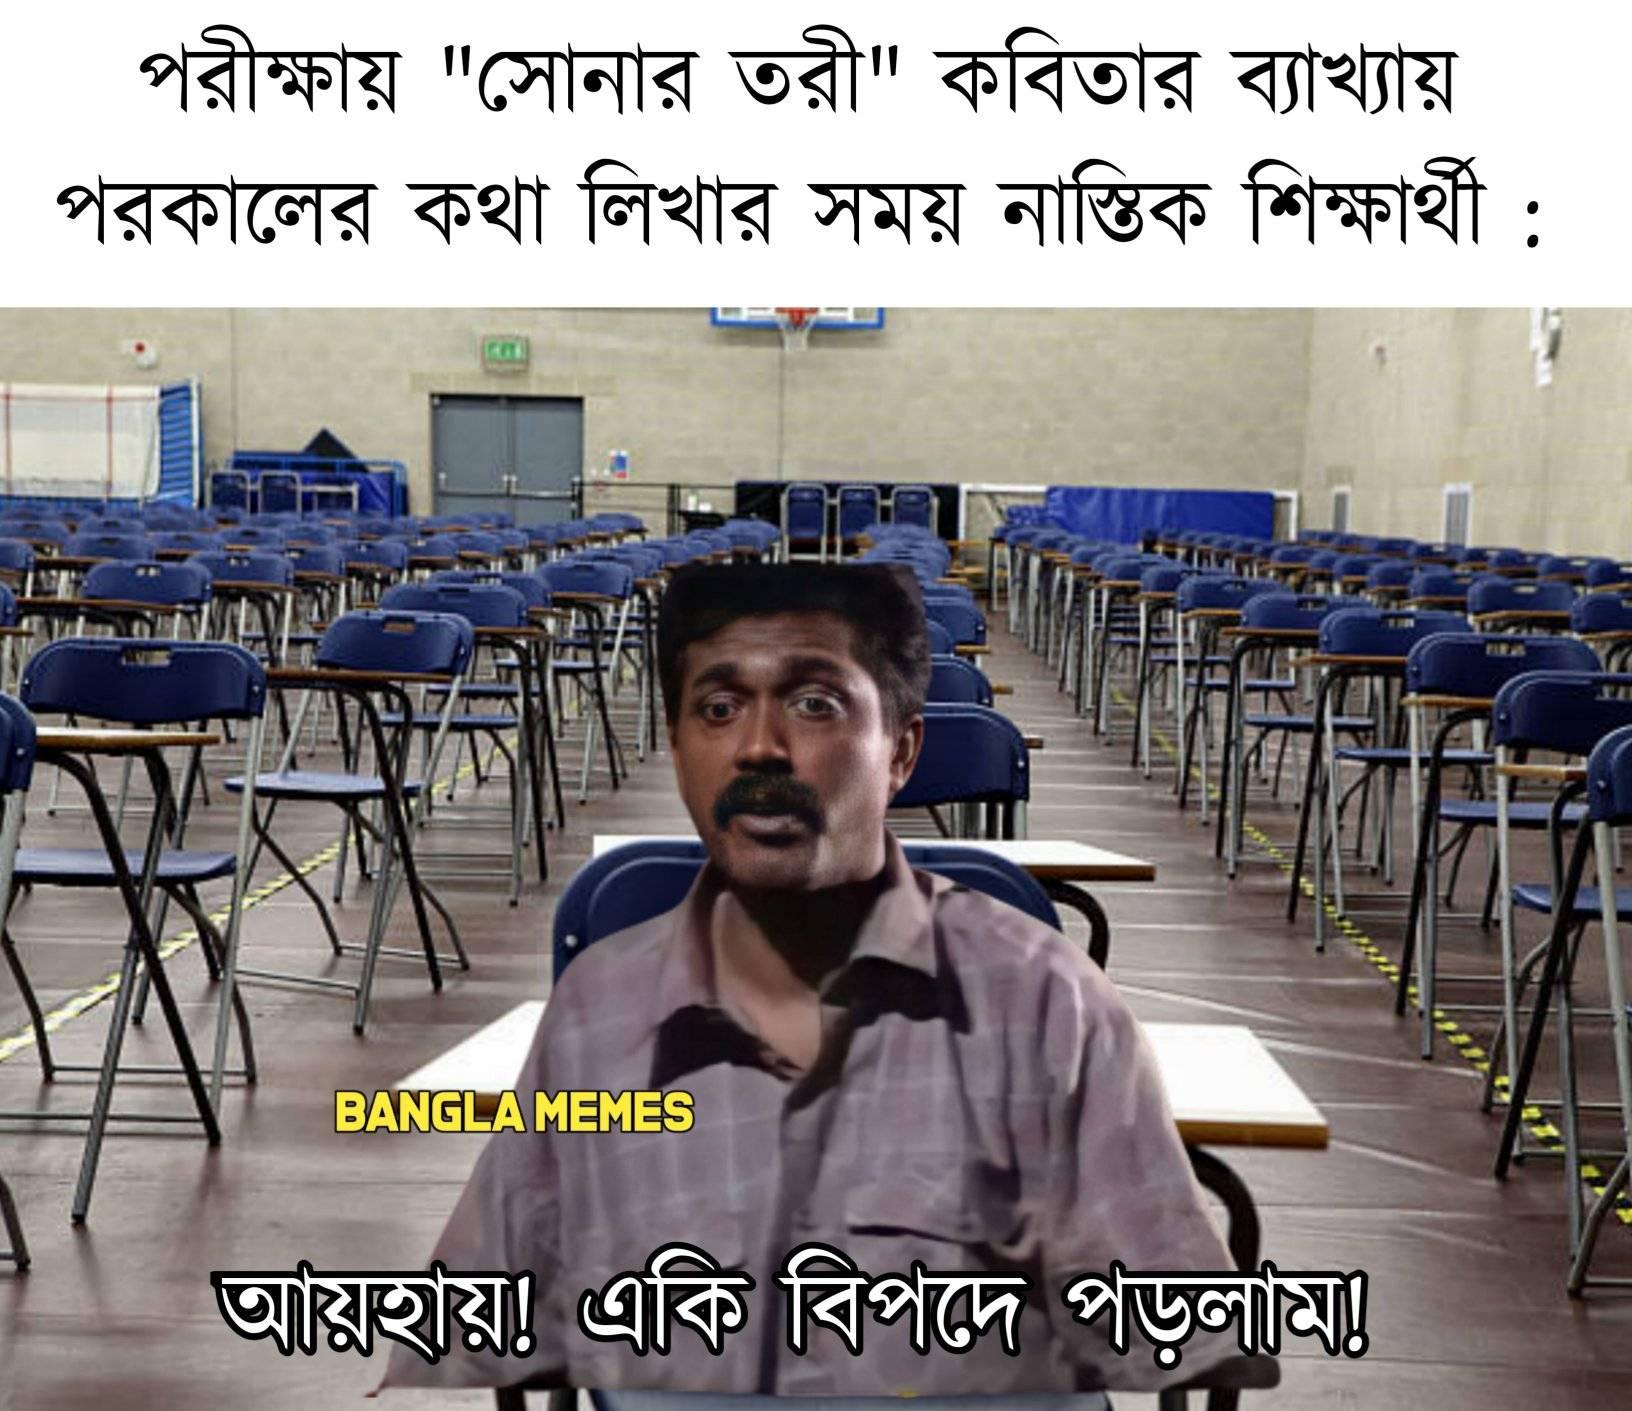 পরীক্ষায় "সোনার তরী" কবিতার ব্যাখ্যায়
পরকালের কথা লিখার সময় নাস্তিক শিক্ষার্থী :
BANGLA MEMES
আয়হায়! একি বিপদে পড়লাম!